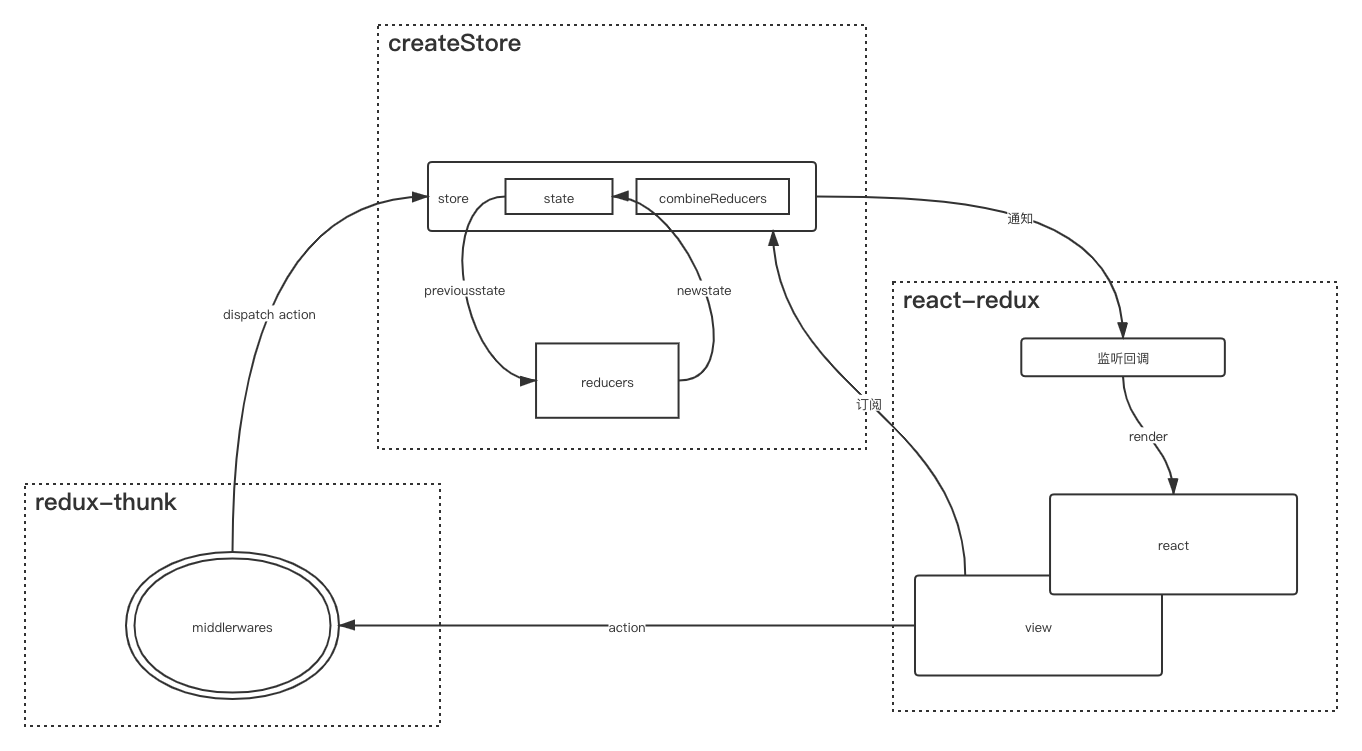 createStore
store
state
combineReducers
通知
previousstate
newstate
dispatch action
reducers
react-redux
监听回调
订阅
render
redux-thunk
react
middlerwares
action
view